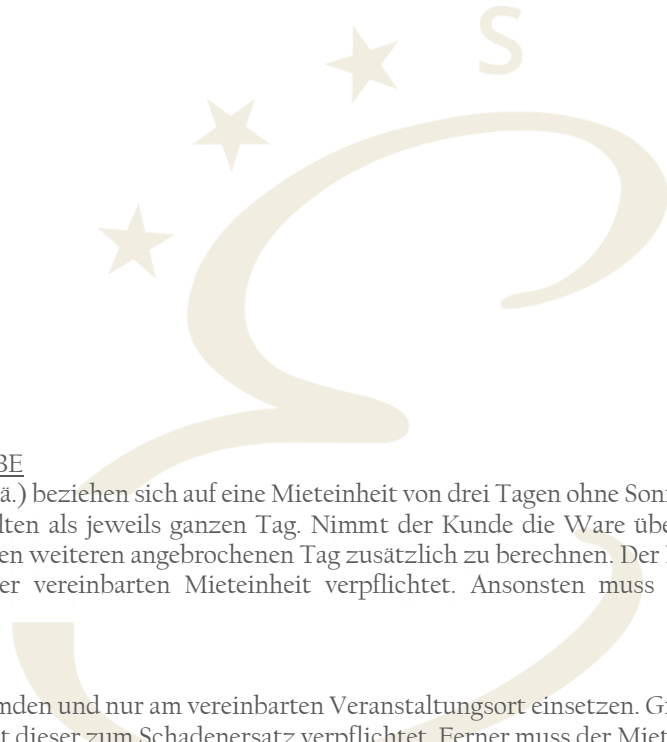 S
BE
ä.) beziehen sich auf eine Mieteinheit von drei Tagen ohne Son
lten als jeweils ganzen Tag. Nimmt der Kunde die Ware übe
en weiteren angebrochenen Tag zusätzlich zu berechnen. Der
er vereinbarten Mieteinheit verpflichtet. Ansonsten muss
mden und nur am vereinbarten Veranstaltungsort einsetzen. G
t dieser zum Schadenersatz verpflichtet. Ferner muss der Miet